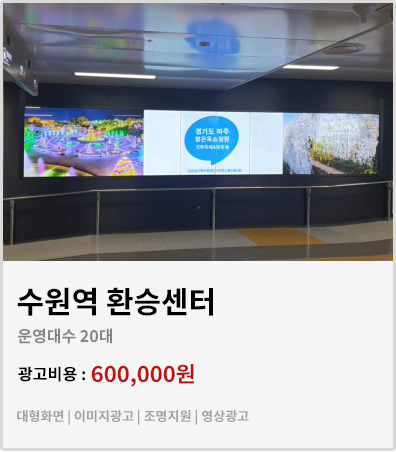 경기도 파주
벽초지수목원
수원역 환승센터
운영대수 20대
광고비용 : 600,000원
대형화면 | 이미지광고 | 조명지원 | 영상광고